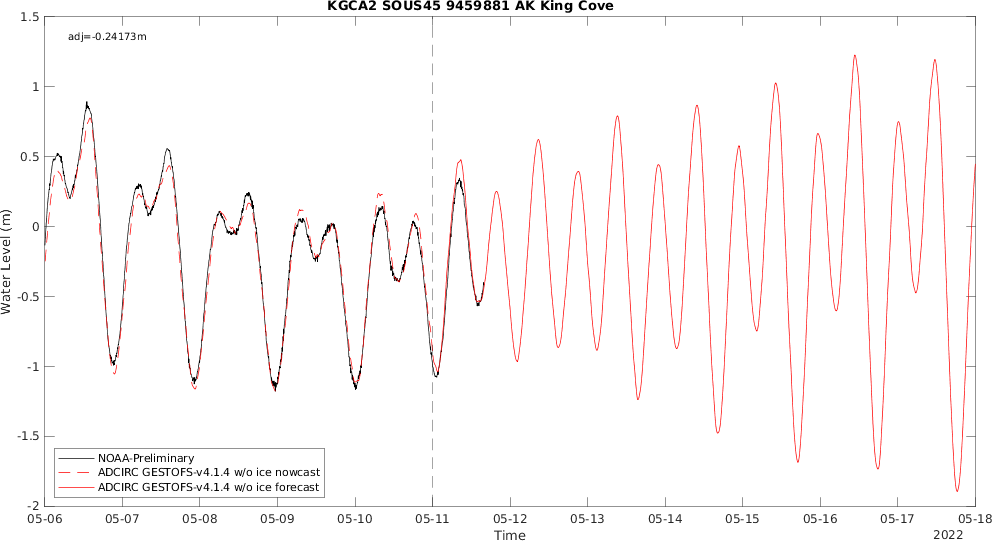 KGCA2 SOUS45 9459881 AK King Cove
adj=-0.24173m
1.5
1
0.5
0
-0.5
-1
-1.5
-2
Water Level (m)
NOAA-Preliminary
ADCIRC GESTOFS-v4.1.4 w/o ice nowcast
ADCIRC GESTOFS-v4.1.4 w/o ice forecast
05-06 05-07 05-08 05-09 05-10 05-11 05-12 05-13 05-14 05-15 05-16 05-17 05-18
Time
2022